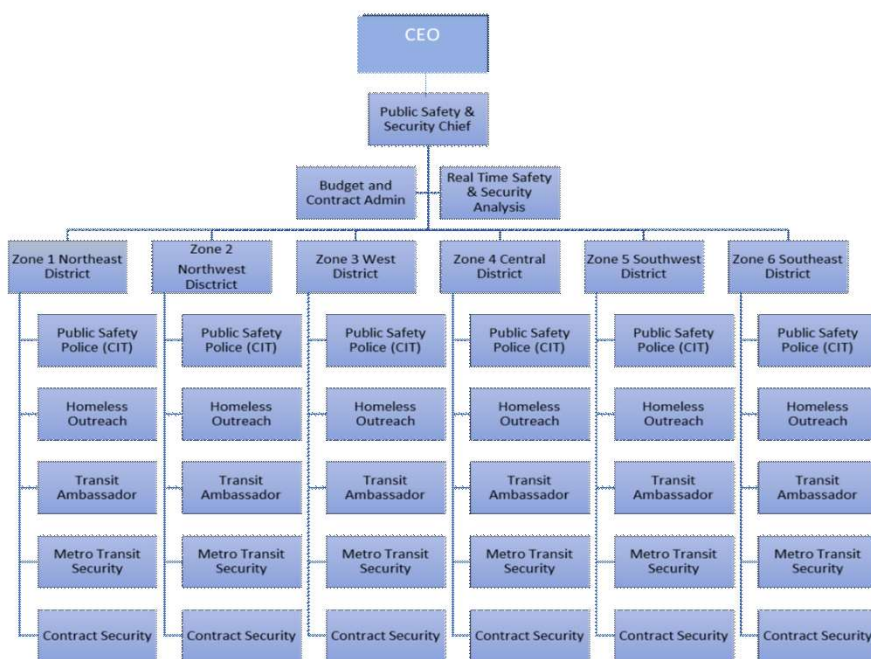 CEO
Public Safety &
Security Chief
Budget and
Contract Admin
Real Time Safety
& Security
Analysis
Zone 1 Northeast
District
Zone 2
Northwest
Disctrict
Zone 3 West
District
Zone 4 Central
District
Zone 5 Southwest
District
Zone 6 Southeast
District
Public Safety
Police (CIT)
Public Safety
Police (CIT)
Public Safety
Police (CIT)
Public Safety
Police (CIT)
Public Safety
Police (CIT)
Public Safety
Police (CIT)
Homeless
Outreach
Homeless
Outreach
Homeless
Outreach
Homeless
Outreach
Homeless
Outreach
Homeless
Outreach
Transit
Ambassador
Transit
Ambassador
Transit
Ambassador
Transit
Ambassador
Transit
Ambassador
Transit
Ambassador
Metro Transit
Security
Metro Transit
Security
Metro Transit
Security
Metro Transit
Security
Metro Transit
Security
Metro Transit
Security
Contract Security
Contract Security
Contract Security
Contract Security
Contract Security
Contract Security